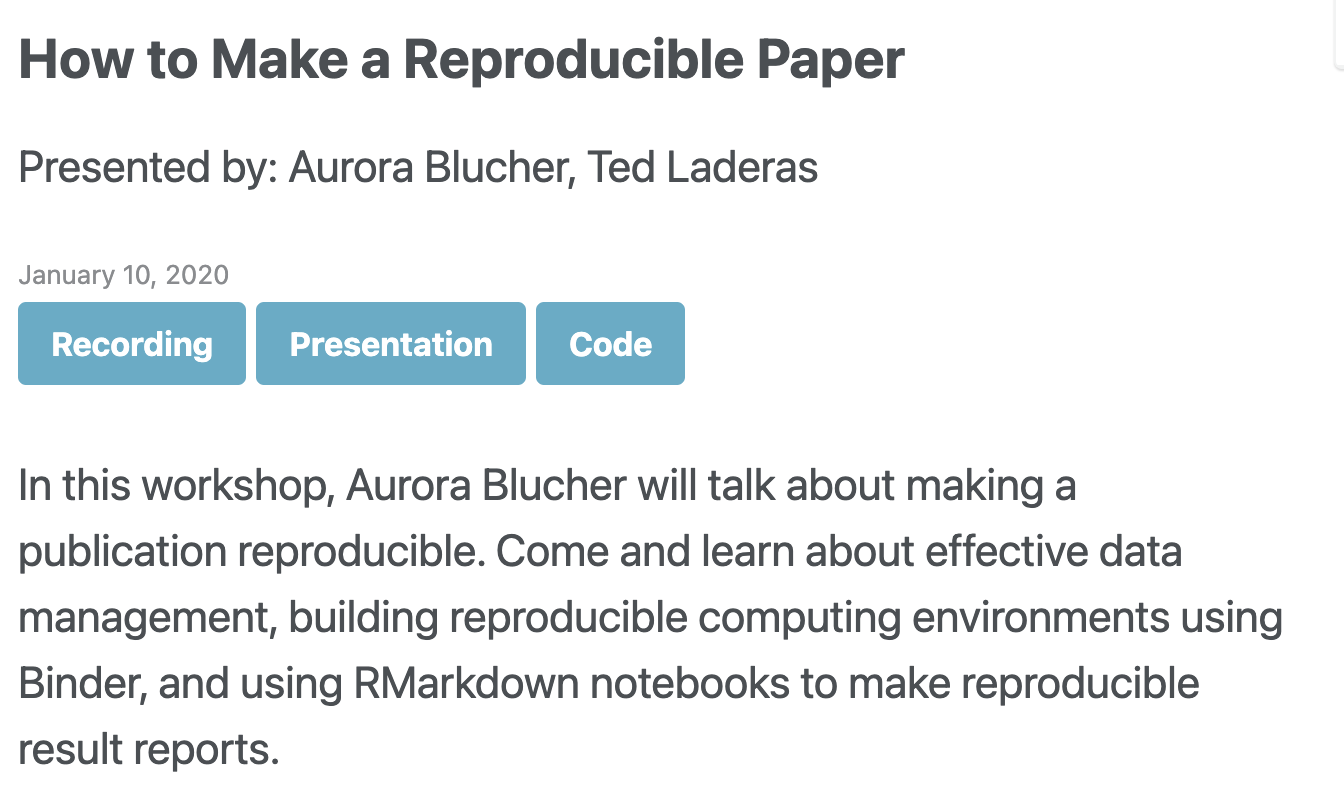 How to Make a Reproducible Paper
Presented by: Aurora Blucher, Ted Laderas
January 10, 2020
Recording Presentation Code
In this workshop, Aurora Blucher will talk about making a
publication reproducible. Come and learn about effective data
management, building reproducible computing environments using
Binder, and using RMarkdown notebooks to make reproducible
result reports.